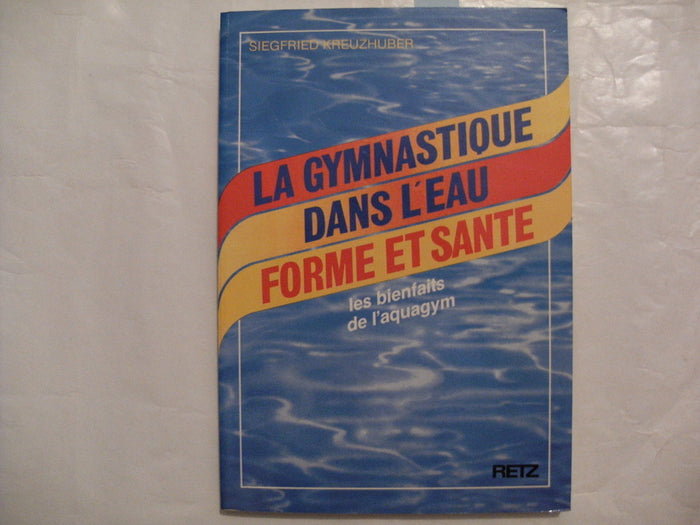 SIEGFRIED KREUZHUBER
LA GYMNASTIQUE
DANS L'EAU
FORME ET SANTE
les bienfaits
de l'aquagym
RETZ